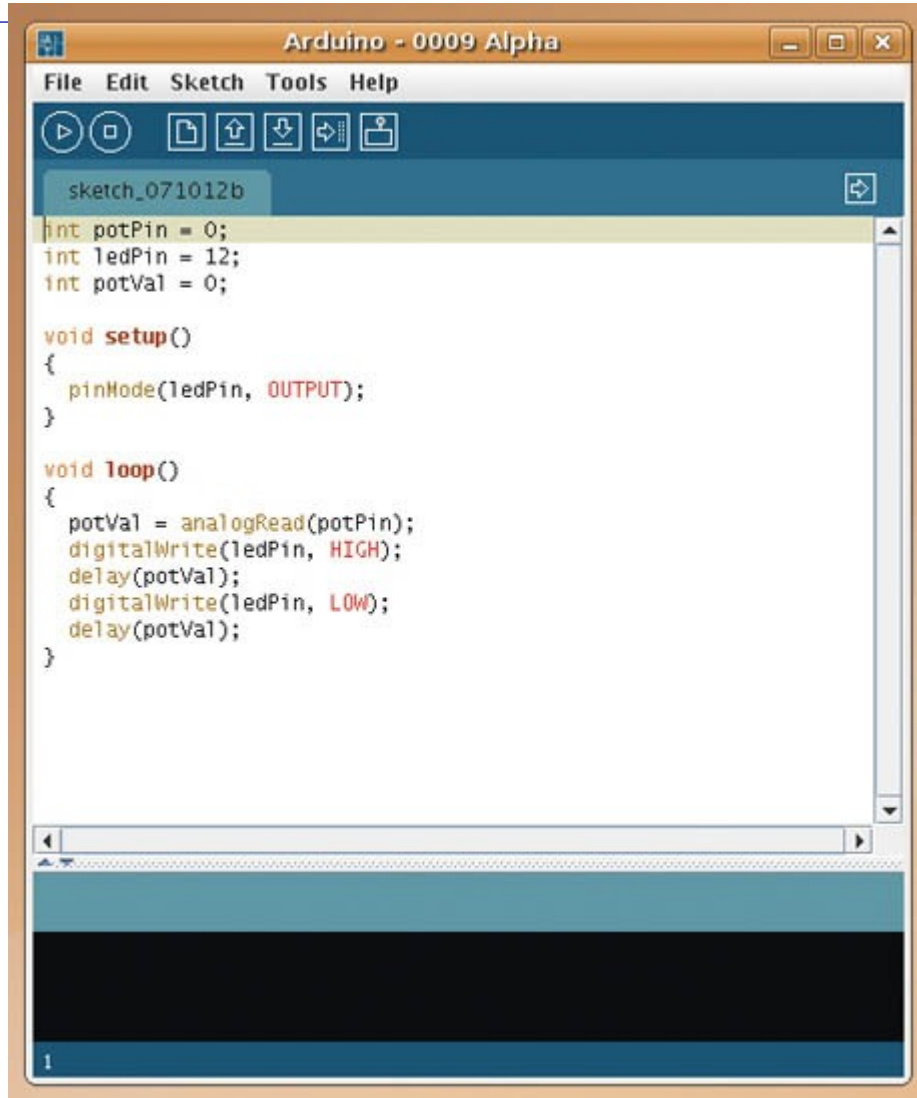 Arduino - 0009 Alpha
File Edit Sketch Tools Help
sketch_071012b
int potPin = 0;
int ledPin = 12;
int potVal = 0;
void setup()
{
  pinMode(ledPin, OUTPUT);
}
void loop()
{
  potVal = analogRead(potPin);
  digitalWrite(ledPin, HIGH);
  delay(potVal);
  digitalWrite(ledPin, LOW);
  delay(potVal);
}
1